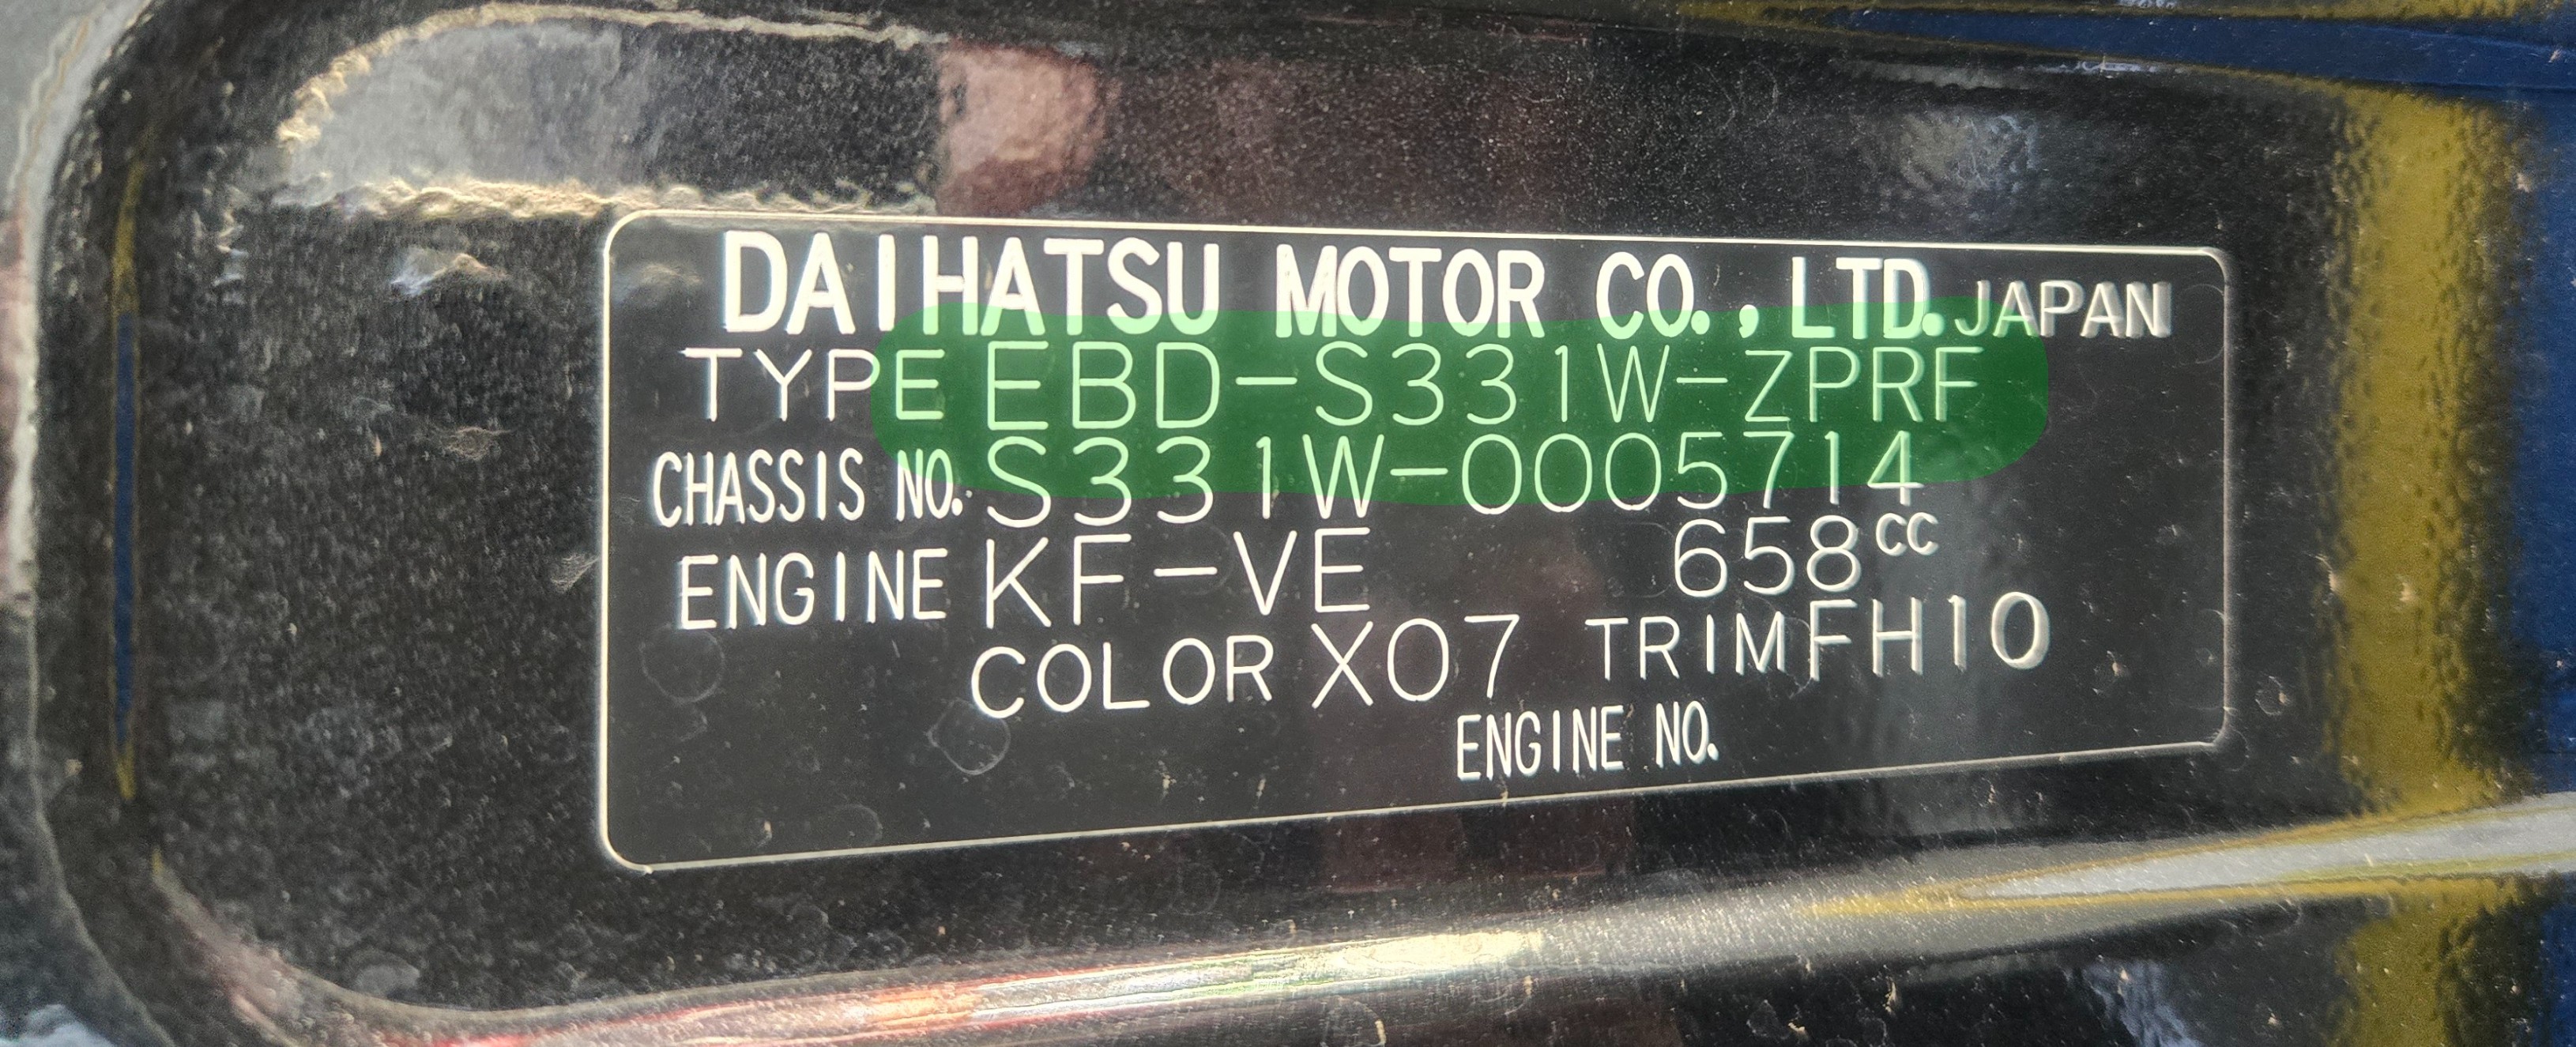 DAIHATSU MOTOR CO., LTD. JAPAN
TYPE EBD-S331W-ZPRF
CHASSIS NO. S331W-0005714
ENGINE KF-VE 658CC
COLOR X07 TRIM FH10
ENGINE NO.